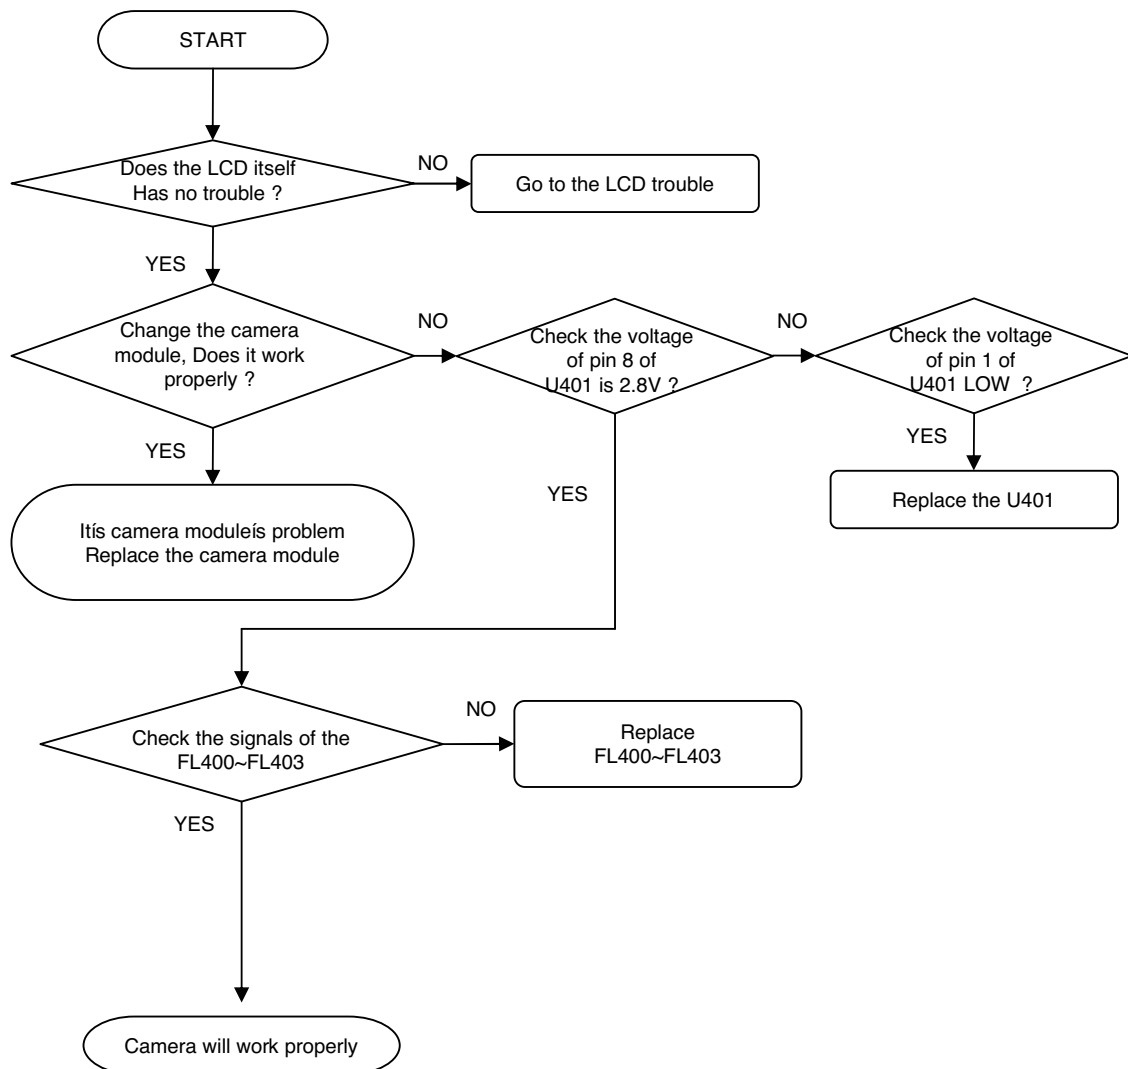 START
Does the LCD itself
Has no trouble ?
NO
Go to the LCD trouble
YES
Change the camera
module, Does it work
properly ?
NO
Check the voltage
of pin 8 of
U401 is 2.8V ?
NO
Check the voltage
of pin 1 of
U401 LOW ?
YES
YES
YES
Itís camera moduleís problem
Replace the camera module
Replace the U401
Check the signals of the
FL400~FL403
NO
Replace
FL400~FL403
YES
Camera will work properly